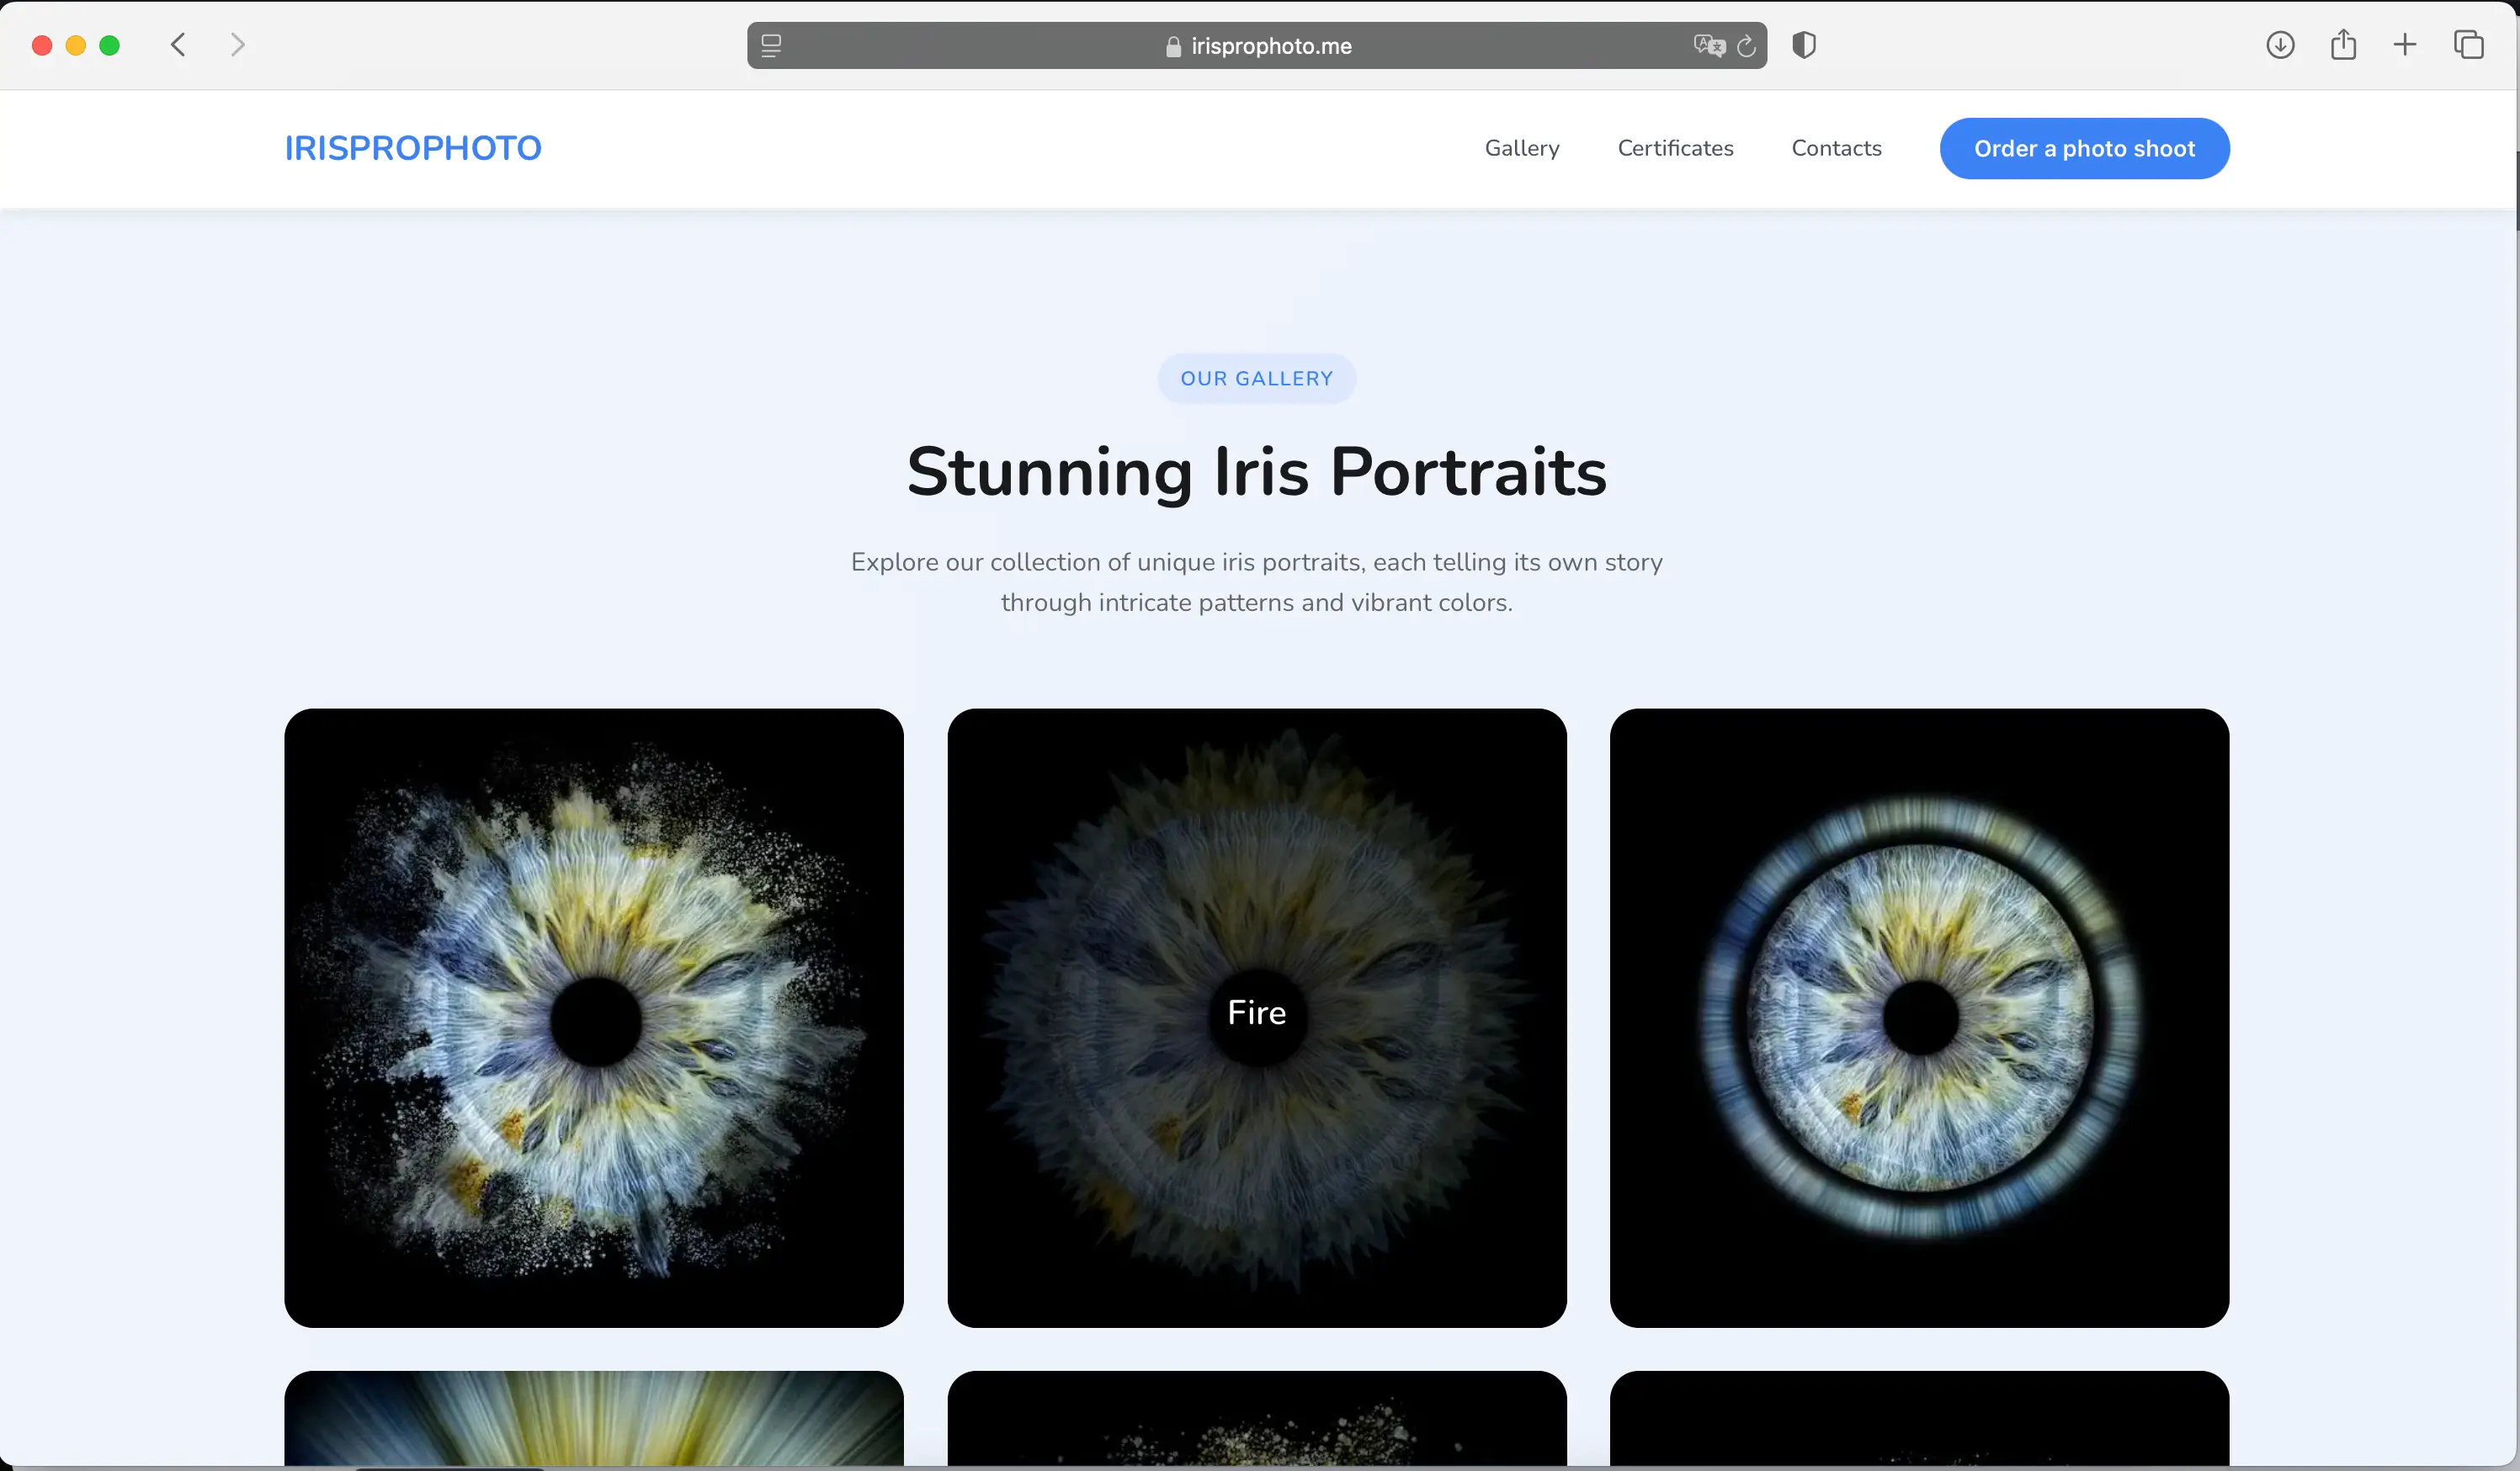 irisprophoto.me
IRISPROPHOTO
Gallery
Certificates
Contacts
Order a photo shoot
OUR GALLERY
Stunning Iris Portraits
Explore our collection of unique iris portraits, each telling its own story
through intricate patterns and vibrant colors.
Fire